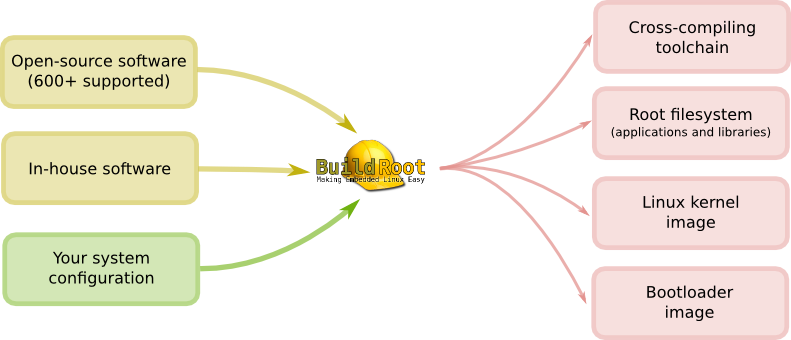 Open-source software
(600+ supported)
In-house software
Your system
configuration
BuildRoot
Making Embedded Linux Easy
Cross-compiling
toolchain
Root filesystem
(applications and libraries)
Linux kernel
image
Bootloader
image